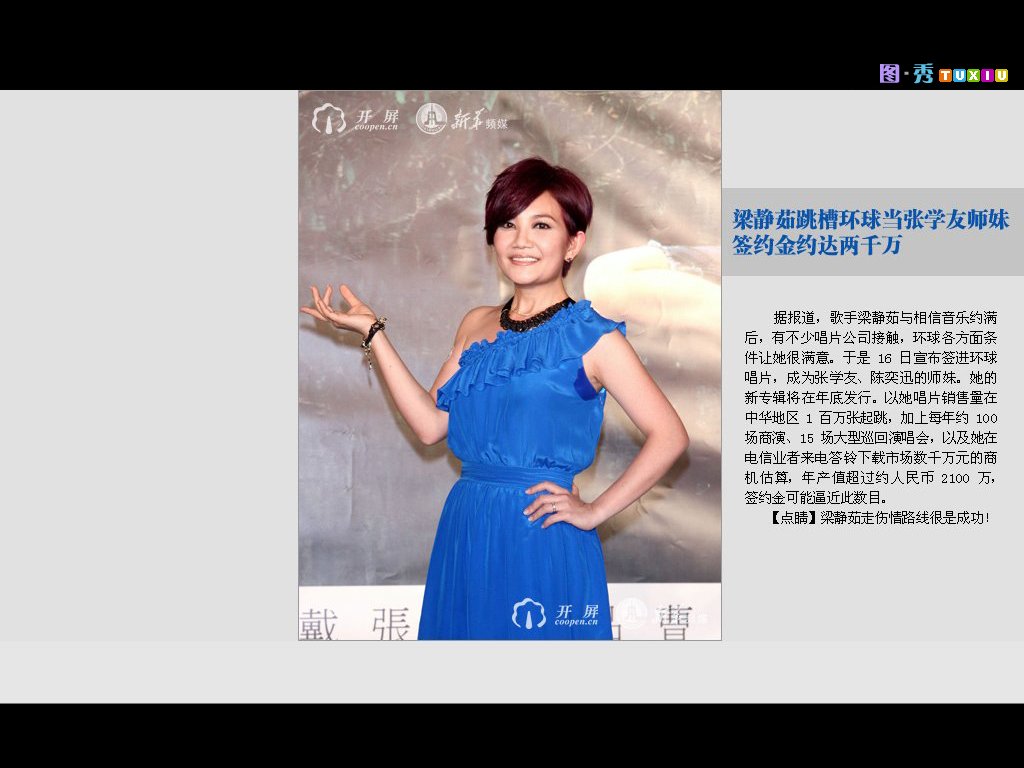 图·秀 TUXIU
开屏 新华频媒
coopen.cn
梁静茹跳槽环球当张学友师妹
签约金约达两千万
据报道，歌手梁静茹与相信音乐约满
后，有不少唱片公司接触，环球各方面条
件让她很满意。于是 16 日宣布签进环球
唱片，成为张学友、陈奕迅的师妹。她的
新专辑将在年底发行。以她唱片销售量在
中华地区 1 百万张起跳，加上每年约 100
场商演、15 场大型巡回演唱会，以及她在
电信业者来电答铃下载市场数千万元的商
机估算，年产值超过约人民币 2100 万，
签约金可能逼近此数目。
【点睛】梁静茹走伤情路线很是成功！
开屏
coopen.cn
戴 張 曹